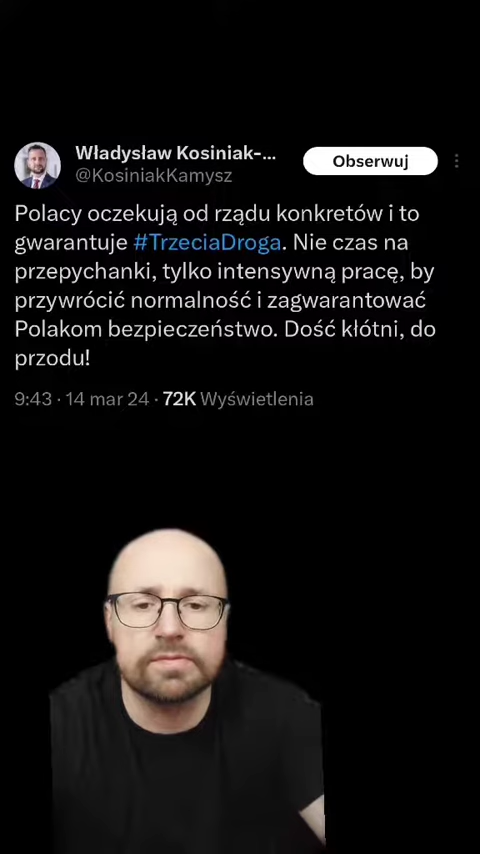 Władysław Kosiniak-...
Obserwuj
@KosiniakKamysz
Polacy oczekują od rządu konkretów i to
gwarantuje #TrzeciaDroga. Nie czas na
przepychanki, tylko intensywną pracę, by
przywrócić normalność i zagwarantować
Polakom bezpieczeństwo. Dość kłótni, do
przodu!
9:43 · 14 mar 24 · 72K Wyświetlenia